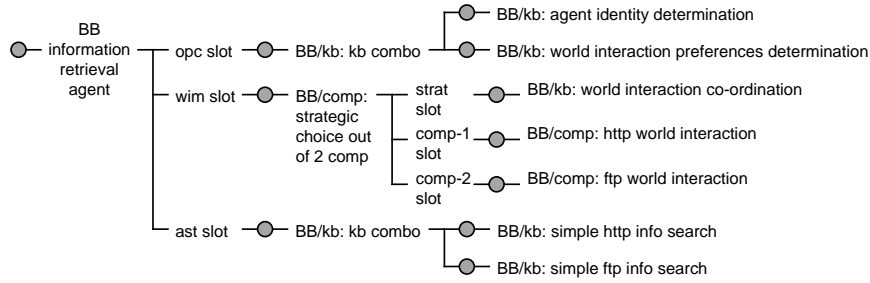 BB
information
retrieval
agent
opc slot
BB/kb: kb combo
BB/kb: agent identity determination
BB/kb: world interaction preferences determination
wim slot
BB/comp:
strategic
choice out
of 2 comp
strat
slot
BB/kb: world interaction co-ordination
comp-1
slot
BB/comp: http world interaction
comp-2
slot
BB/comp: ftp world interaction
ast slot
BB/kb: kb combo
BB/kb: simple http info search
BB/kb: simple ftp info search